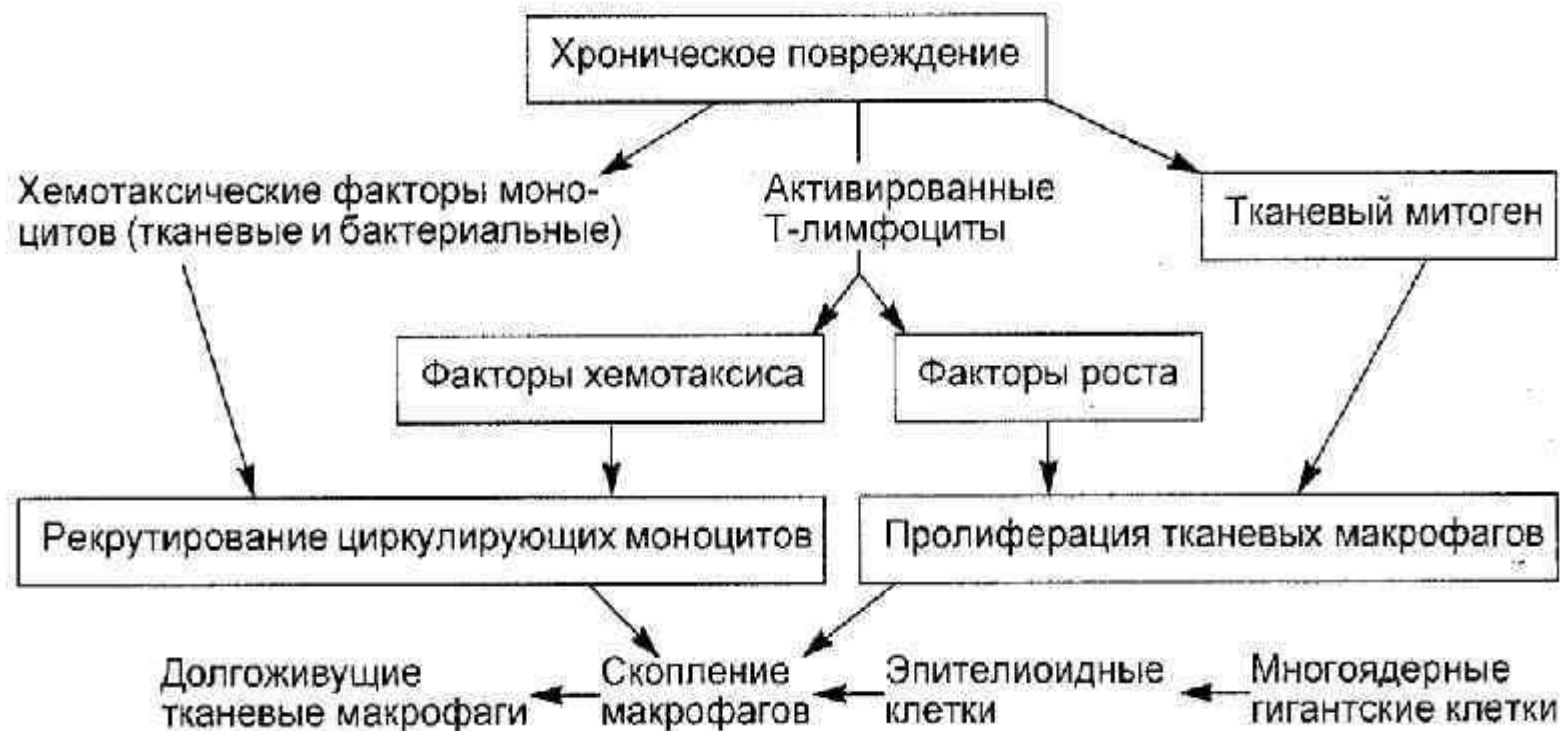 Хроническое повреждение
Хемотаксические факторы моно-
цитов (тканевые и бактериальные)
Активированные
Т-лимфоциты
Тканевый митоген
Факторы хемотаксиса
Факторы роста
Рекрутирование циркулирующих моноцитов
Пролиферация тканевых макрофагов
Долгоживущие
тканевые макрофаги
Скопление
макрофагов
Эпителиоидные
клетки
Многоядерные
гигантские клетки